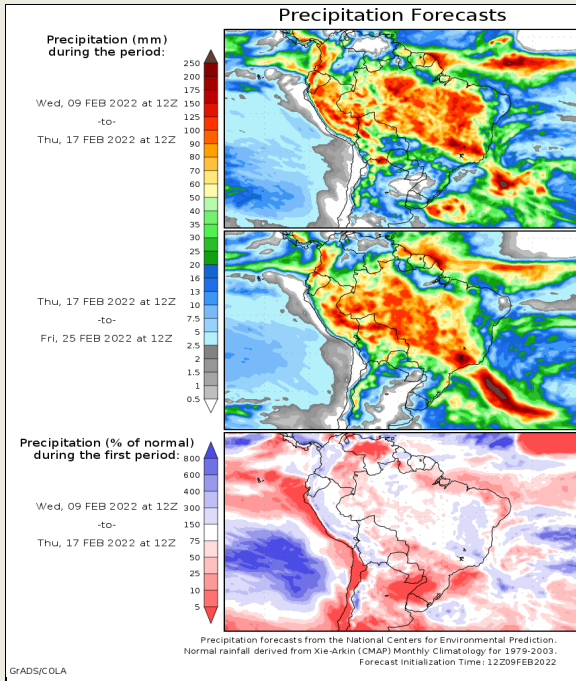 Precipitation Forecasts
Precipitation (mm)
during the period:
Wed, 09 FEB 2022 at 12Z
-to-
Thu, 17 FEB 2022 at 12Z
250
200
175
150
125
100
90
80
70
60
50
40
35
30
25
20
16
13
10
7.5
5
2.5
2
1.5
1
0.5
Thu, 17 FEB 2022 at 12Z
-to-
Fri, 25 FEB 2022 at 12Z
Precipitation (% of normal)
during the first period:
Wed, 09 FEB 2022 at 12Z
-to-
Thu, 17 FEB 2022 at 12Z
800
600
400
300
150
75
50
25
10
5
Precipitation forecasts from the National Centers for Environmental Prediction.
Normal rainfall derived from Xie-Arkin (CMAP) Monthly Climatology for 1979-2003.
Forecast Initialization Time: 12Z09FEB2022
GrADS/COLA